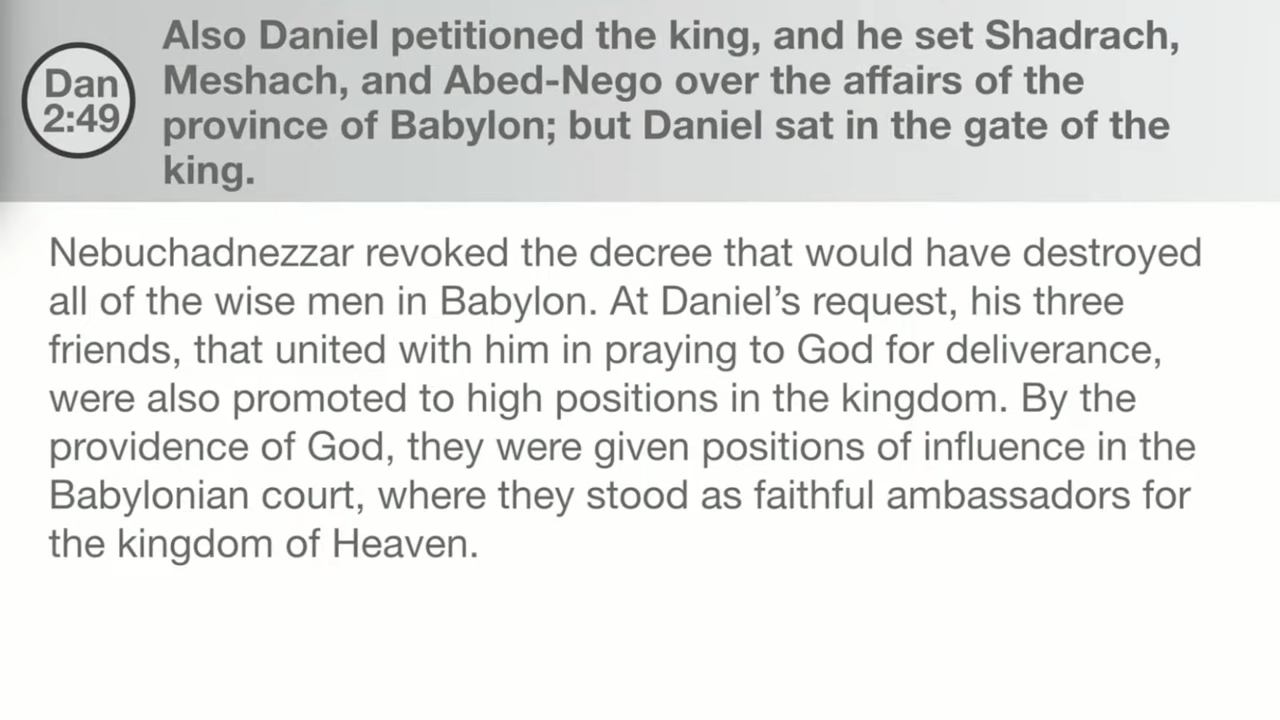 Dan
2:49
Also Daniel petitioned the king, and he set Shadrach,
Meshach, and Abed-Nego over the affairs of the
province of Babylon; but Daniel sat in the gate of the
king.
Nebuchadnezzar revoked the decree that would have destroyed
all of the wise men in Babylon. At Daniel’s request, his three
friends, that united with him in praying to God for deliverance,
were also promoted to high positions in the kingdom. By the
providence of God, they were given positions of influence in the
Babylonian court, where they stood as faithful ambassadors for
the kingdom of Heaven.